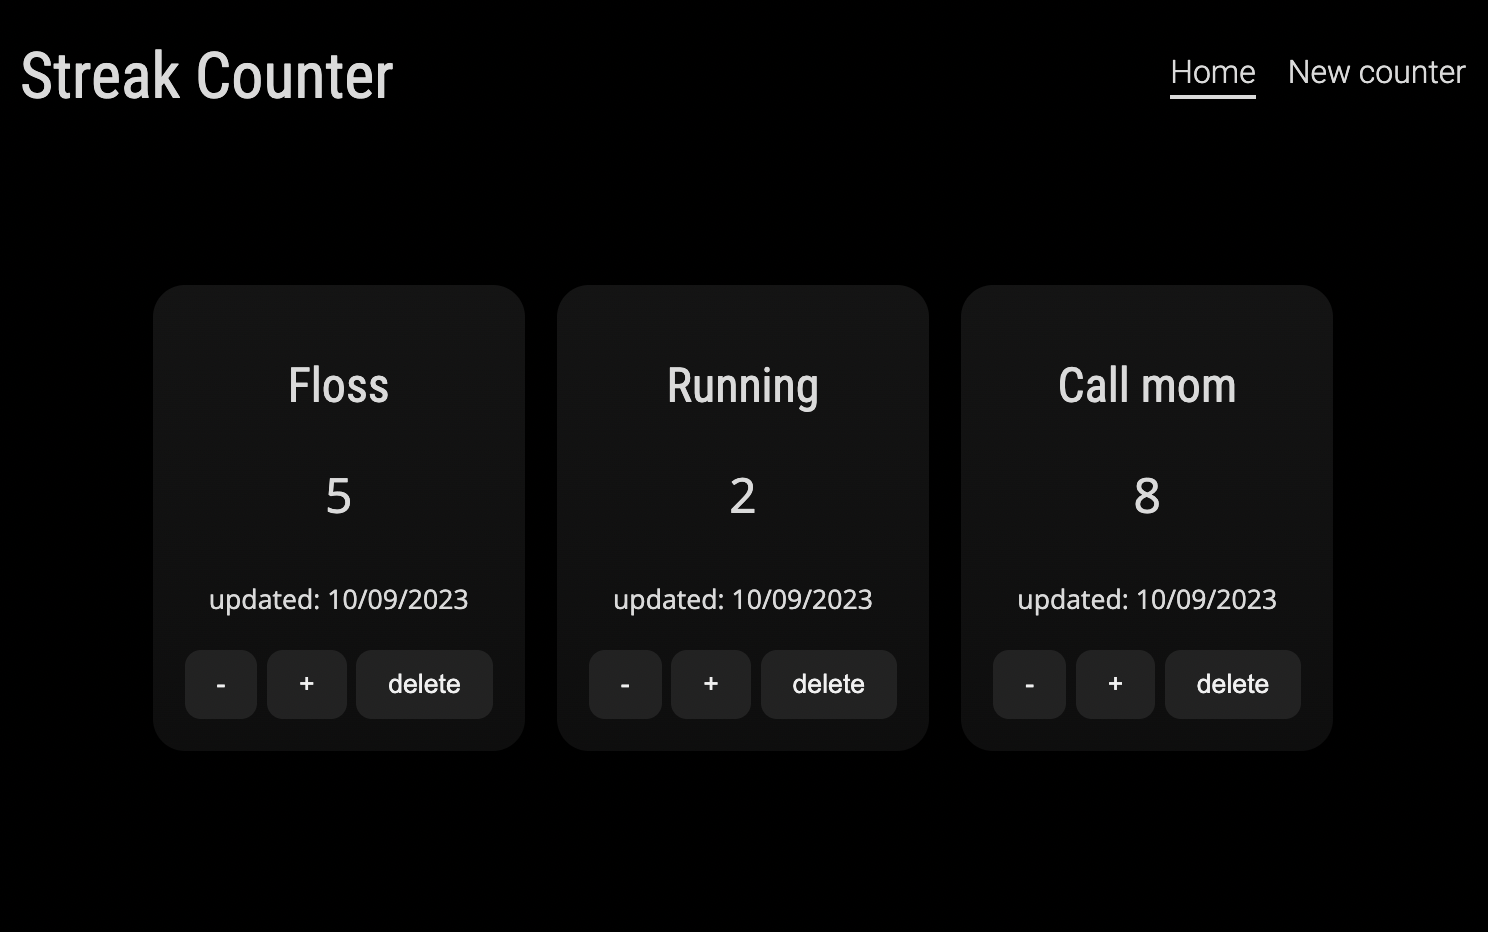 Streak Counter
Home New counter
Floss
5
updated: 10/09/2023
- + delete
Running
2
updated: 10/09/2023
- + delete
Call mom
8
updated: 10/09/2023
- + delete